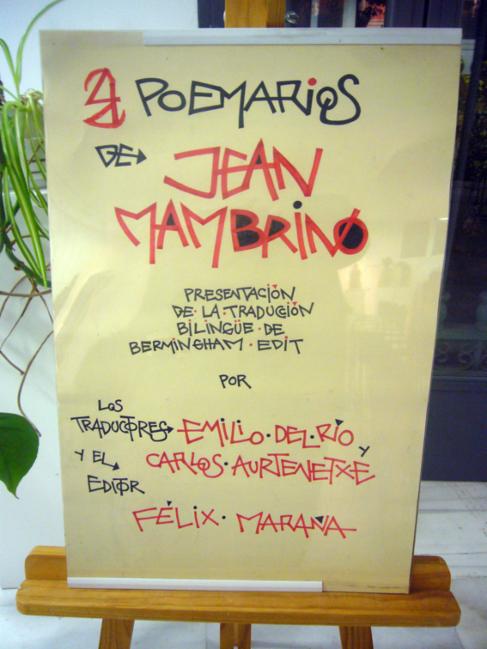 4 POEMARIOS
DE
JEAN
MAMBRINO
PRESENTACIÓN
DE·LA·TRADUCCIÓN
BILINGÜE·DE
BERMINGHAM·EDIT
POR
LOS
TRADUCTORES EMILIO·DEL·RÍO
Y
CARLOS·AURTENETXE
Y EL
EDITOR
FÉLIX·MARAÑA